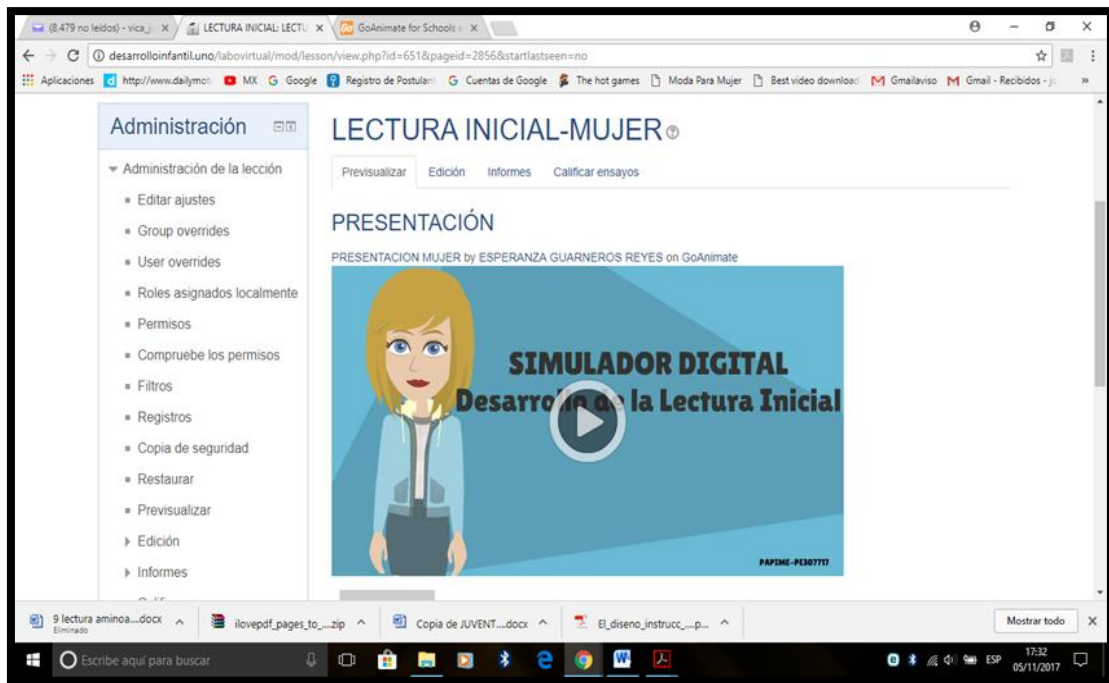 (8,479 no leidos) - vica_j
LECTURA INICIAL: LECTU
GoAnimate for Schools
desarrolloinfantil.uno/labovirtual/mod/lesson/view.php?id=651&pageid=2856&startlastseen=no
Aplicaciones http://www.dailymoti MX Google Registro de Postulant Cuentas de Google The hot games Moda Para Mujer Best video download Gmailaviso Gmail - Recibidos - jc »
Administración
Administración de la lección
Editar ajustes
Group overrides
User overrides
Roles asignados localmente
Permisos
Compruebe los permisos
Filtros
Registros
Copia de seguridad
Restaurar
Previsualizar
Edición
Informes
LECTURA INICIAL-MUJER
Previsualizar Edición Informes Calificar ensayos
PRESENTACIÓN
PRESENTACION MUJER by ESPERANZA GUARNEROS REYES on GoAnimate
SIMULADOR DIGITAL
Desarrollo de la Lectura Inicial
PAPIME-PE307717
9 lectura aminoa....docx
Eliminado
ilovepdf_pages_to_....zip
Copia de JUVENT....docx
El_diseno_instrucc_....p...
Mostrar todo
Escribe aquí para buscar
ESP
17:32
05/11/2017